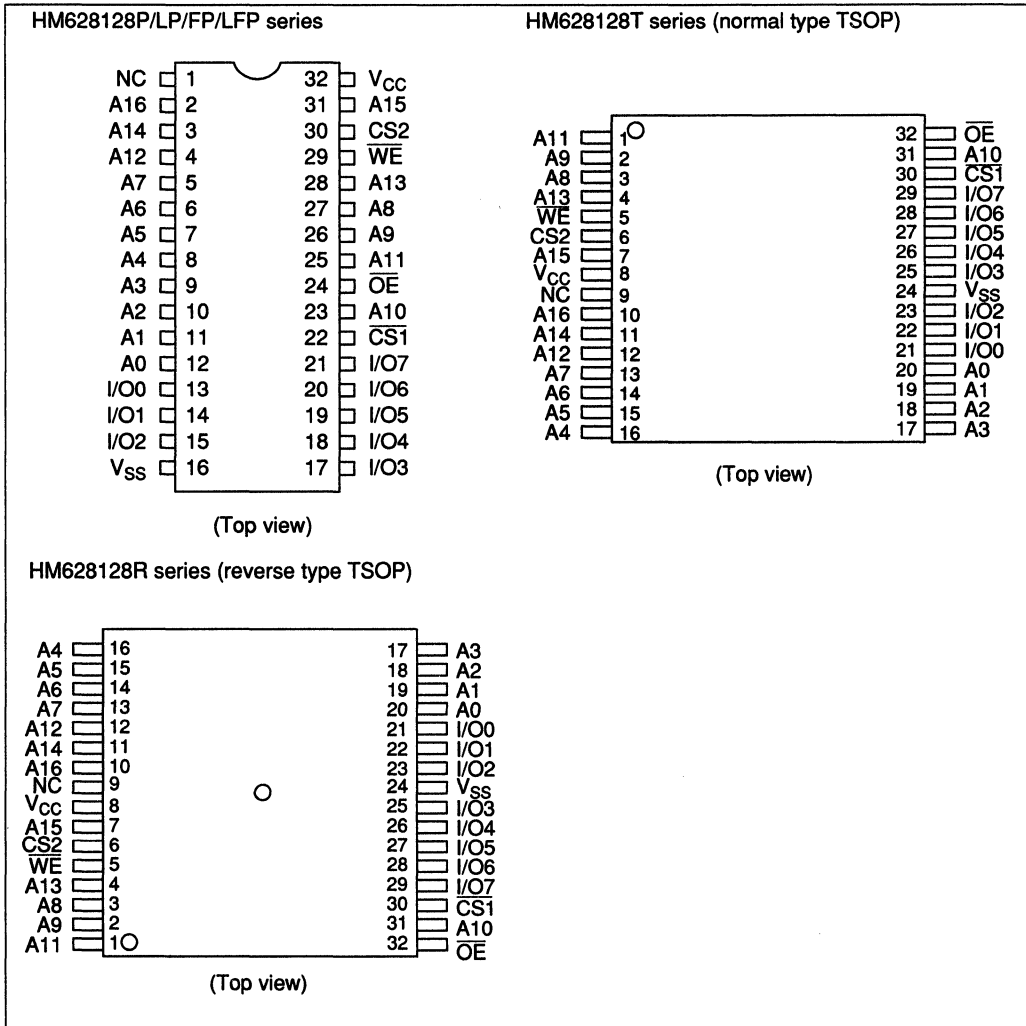 HM628128P/LP/FP/LFP series
NC 1 32 VCC
A16 2 31 A15
A14 3 30 CS2
A12 4 29 W̅E̅
A7 5 28 A13
A6 6 27 A8
A5 7 26 A9
A4 8 25 A11
A3 9 24 O̅E̅
A2 10 23 A10
A1 11 22 C̅S̅1̅
A0 12 21 I/O7
I/O0 13 20 I/O6
I/O1 14 19 I/O5
I/O2 15 18 I/O4
VSS 16 17 I/O3
(Top view)
HM628128T series (normal type TSOP)
A11 1 32 O̅E̅
A9 2 31 A10
A8 3 30 C̅S̅1̅
A13 4 29 I/O7
W̅E̅ 5 28 I/O6
CS2 6 27 I/O5
A15 7 26 I/O4
VCC 8 25 I/O3
NC 9 24 VSS
A16 10 23 I/O2
A14 11 22 I/O1
A12 12 21 I/O0
A7 13 20 A0
A6 14 19 A1
A5 15 18 A2
A4 16 17 A3
(Top view)
HM628128R series (reverse type TSOP)
A4 16 17 A3
A5 15 18 A2
A6 14 19 A1
A7 13 20 A0
A12 12 21 I/O0
A14 11 22 I/O1
A16 10 23 I/O2
NC 9 24 VSS
VCC 8 25 I/O3
A15 7 26 I/O4
CS2 6 27 I/O5
W̅E̅ 5 28 I/O6
A13 4 29 I/O7
A8 3 30 C̅S̅1̅
A9 2 31 A10
A11 1 32 O̅E̅
(Top view)